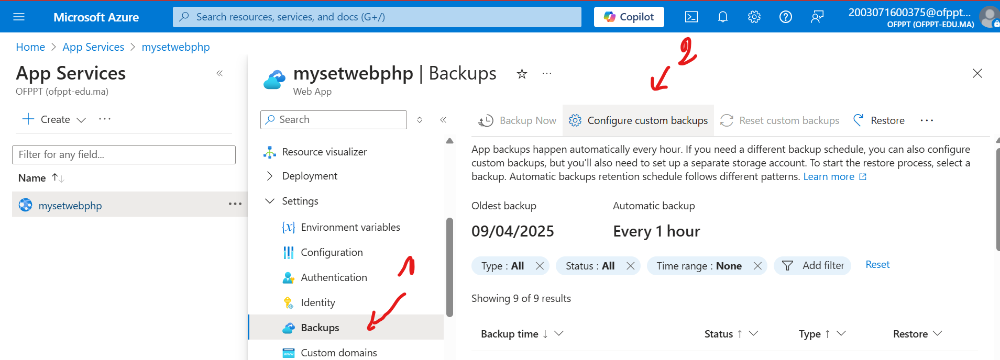 Microsoft Azure
Search resources, services, and docs (G+/)
Copilot
2003071600375@ofppt...
OFPPT (OFPPT-EDU.MA)
Home > App Services > mysetwebphp
App Services
OFPPT (ofppt-edu.ma)
Create
Filter for any field...
Name
mysetwebphp
mysetwebphp | Backups
Web App
Search
Resource visualizer
Deployment
Settings
Environment variables
Configuration
Authentication
Identity
Backups
Custom domains
1
2
Backup Now
Configure custom backups
Reset custom backups
Restore
App backups happen automatically every hour. If you need a different backup schedule, you can also configure
custom backups, but you'll also need to set up a separate storage account. To start the restore process, select a
backup. Automatic backups retention schedule follows different patterns. Learn more
Oldest backup
09/04/2025
Automatic backup
Every 1 hour
Type : All
Status : All
Time range : None
Add filter
Reset
Showing 9 of 9 results
Backup time
Status
Type
Restore